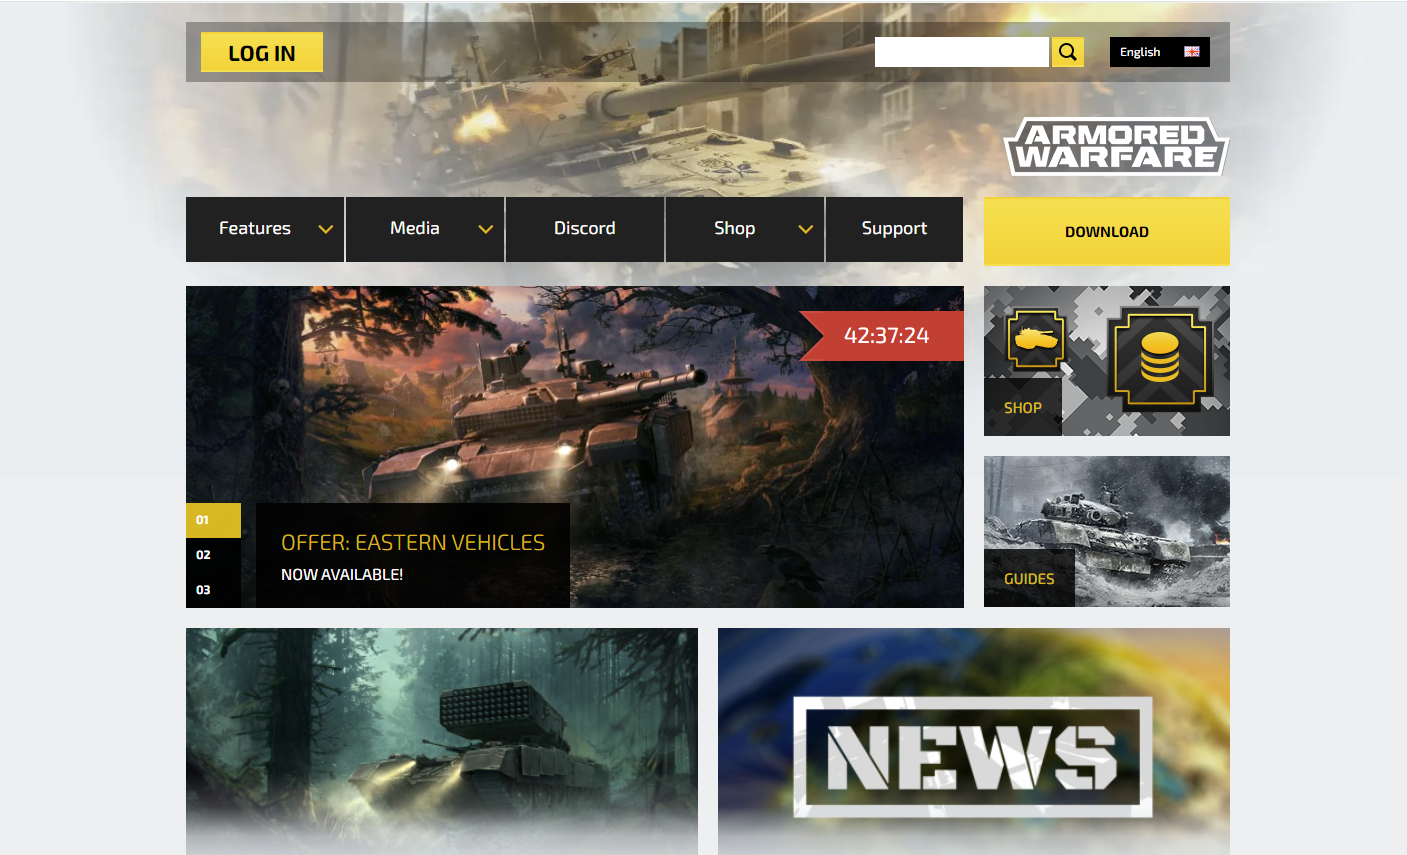 LOG IN
English
ARMORED
WARFARE
Features
Media
Discord
Shop
Support
DOWNLOAD
42:37:24
SHOP
01
02
03
OFFER: EASTERN VEHICLES
NOW AVAILABLE!
GUIDES
NEWS